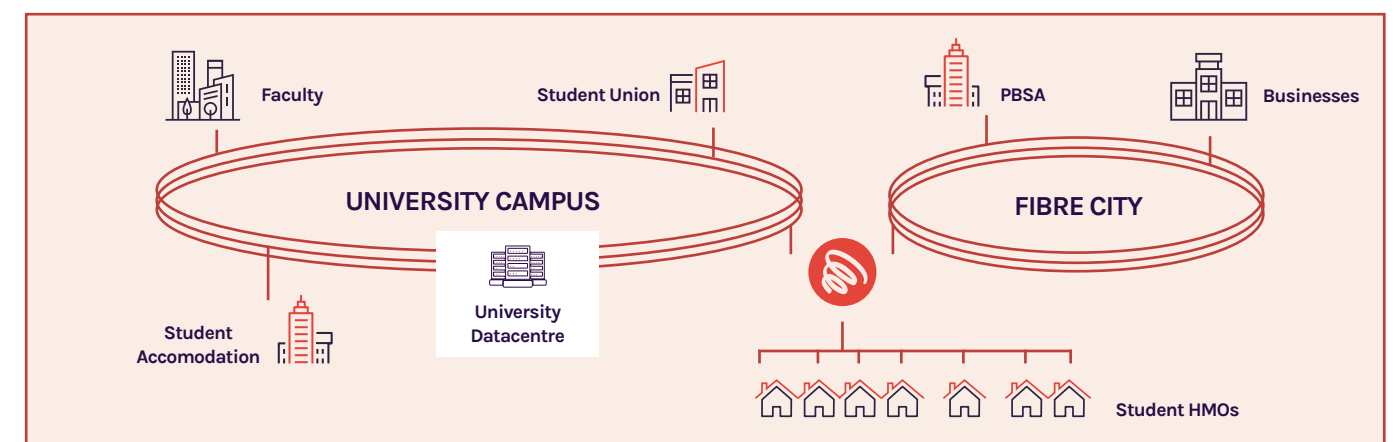 Faculty
Student Union
PBSA
Businesses
UNIVERSITY CAMPUS
FIBRE CITY
University
Datacentre
Student
Accomodation
Student HMOs